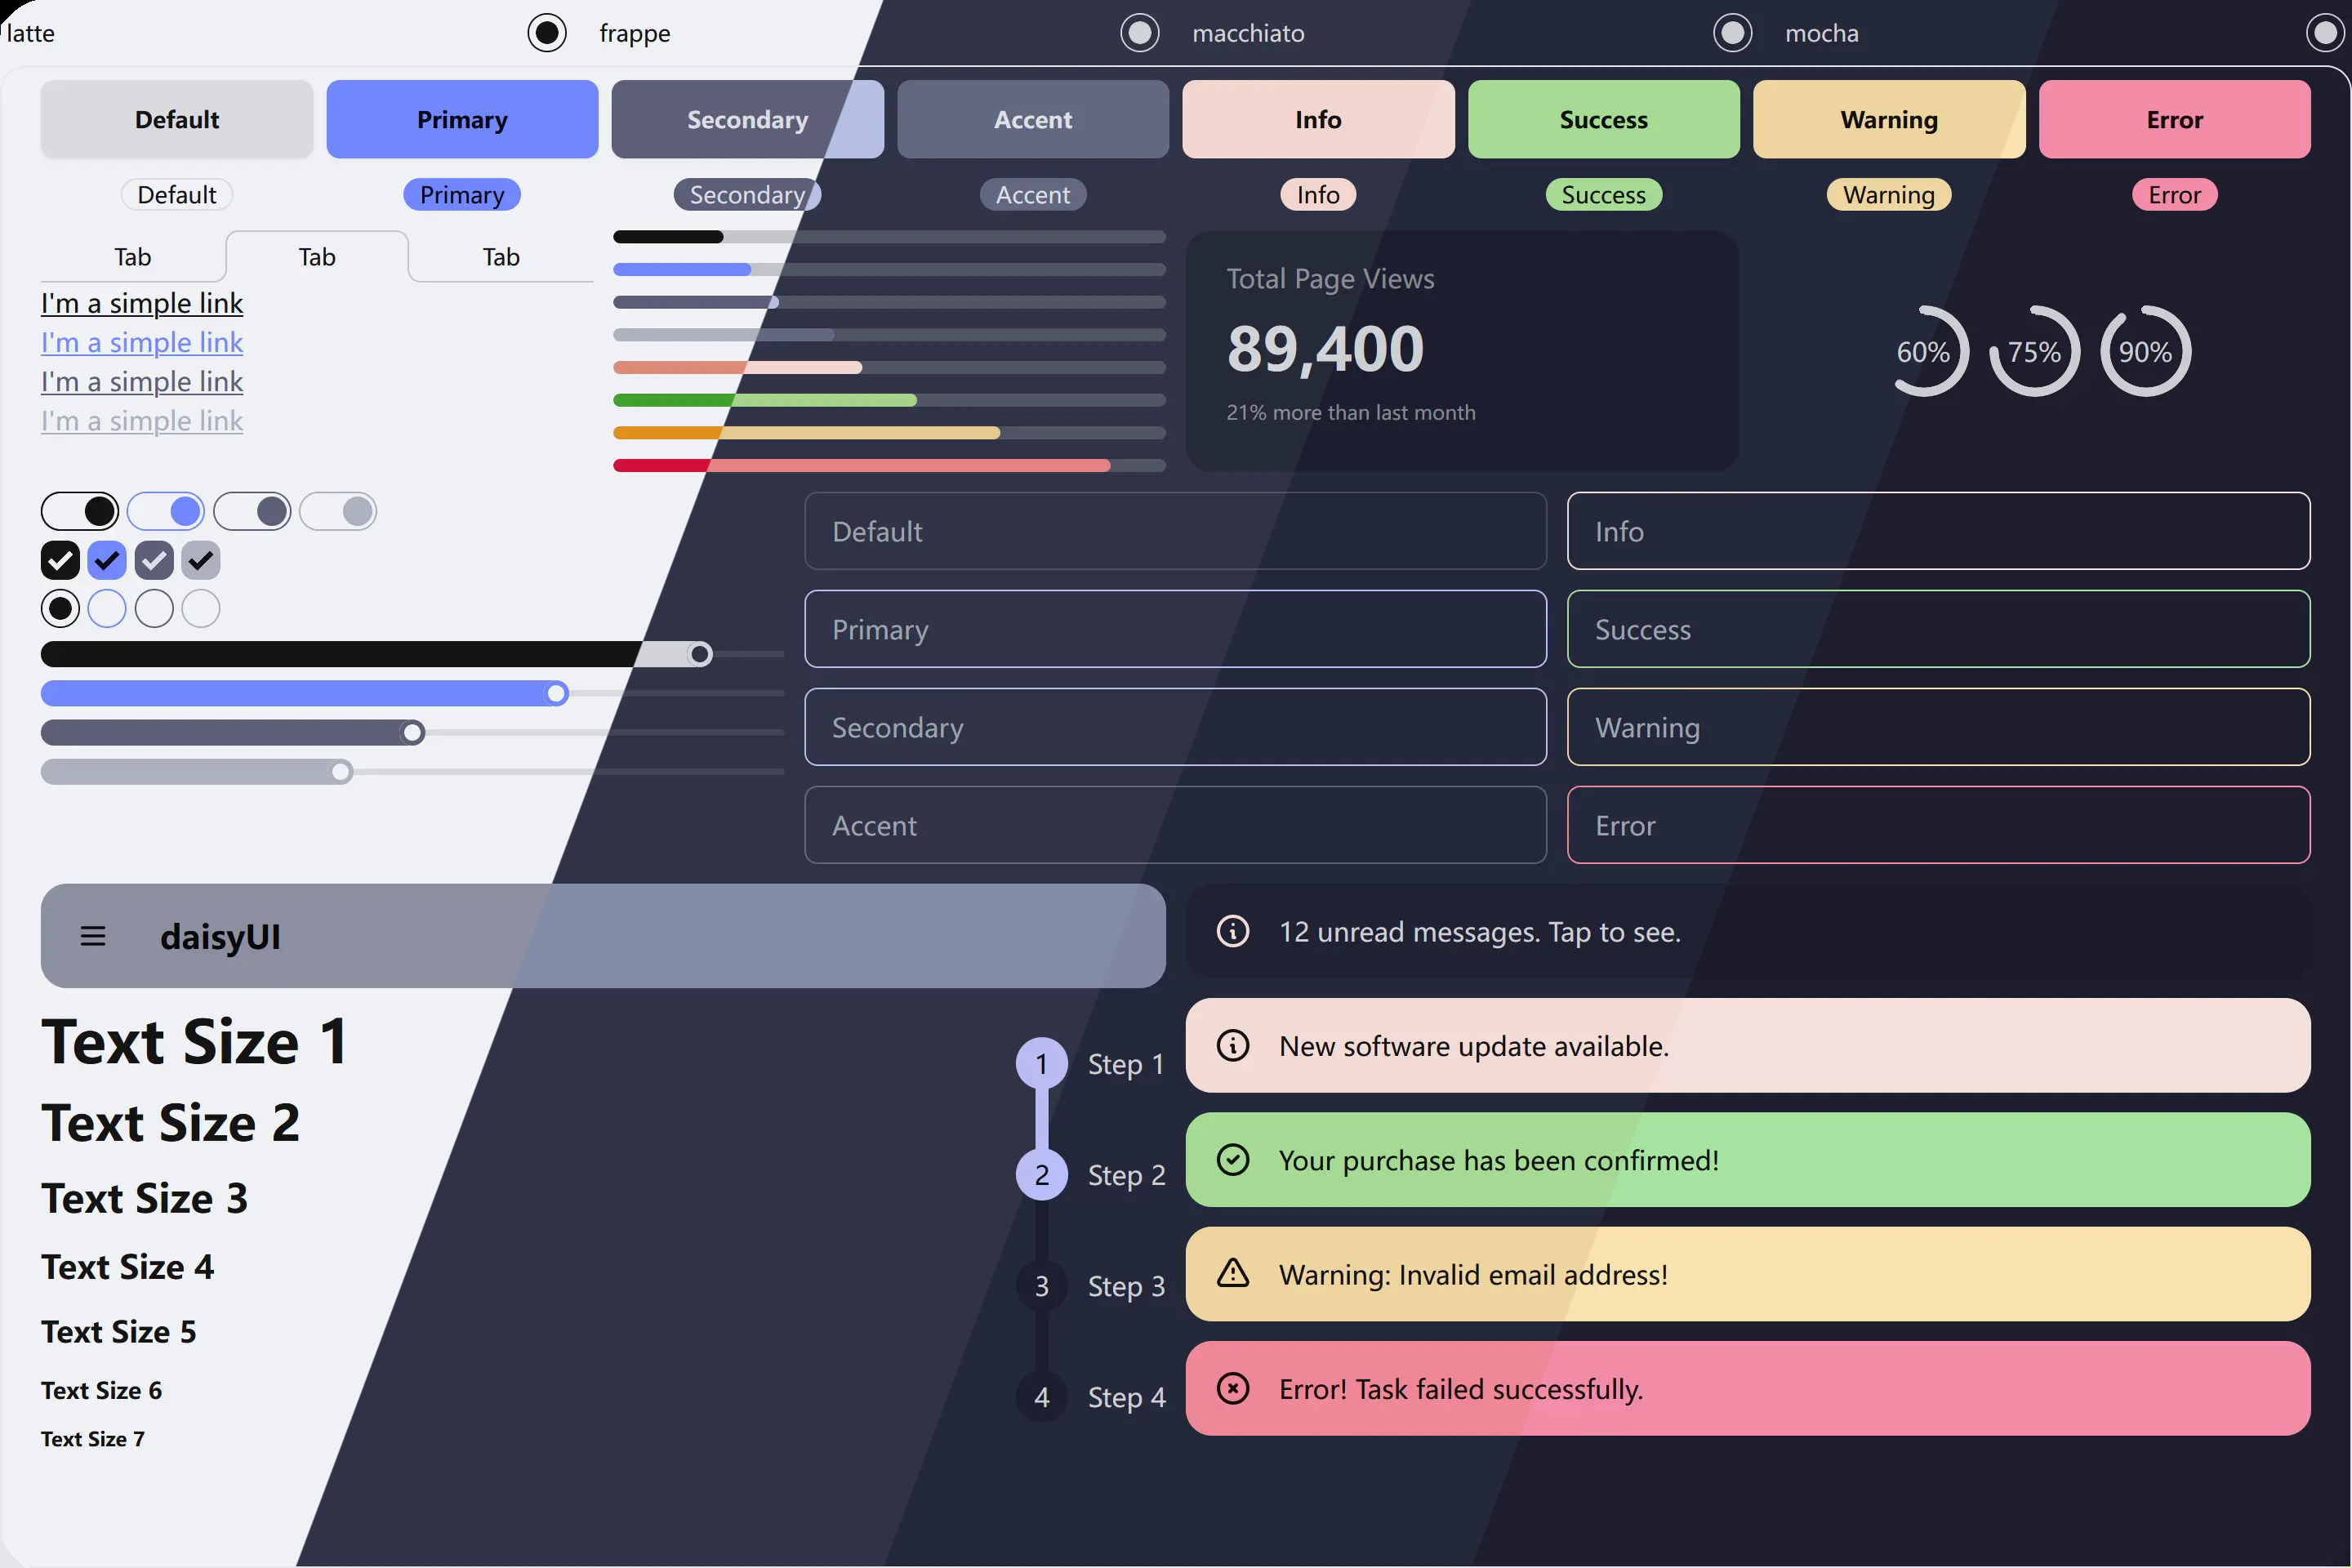 latte
frappe
macchiato
mocha
Default
Primary
Secondary
Accent
Info
Success
Warning
Error
Default
Primary
Secondary
Accent
Info
Success
Warning
Error
Tab
Tab
Tab
I'm a simple link
I'm a simple link
I'm a simple link
I'm a simple link
Total Page Views
89,400
21% more than last month
60%
75%
90%
Default
Info
Primary
Success
Secondary
Warning
Accent
Error
daisyUI
12 unread messages. Tap to see.
New software update available.
Your purchase has been confirmed!
Warning: Invalid email address!
Error! Task failed successfully.
Text Size 1
Text Size 2
Text Size 3
Text Size 4
Text Size 5
Text Size 6
Text Size 7
1 Step 1
2 Step 2
3 Step 3
4 Step 4